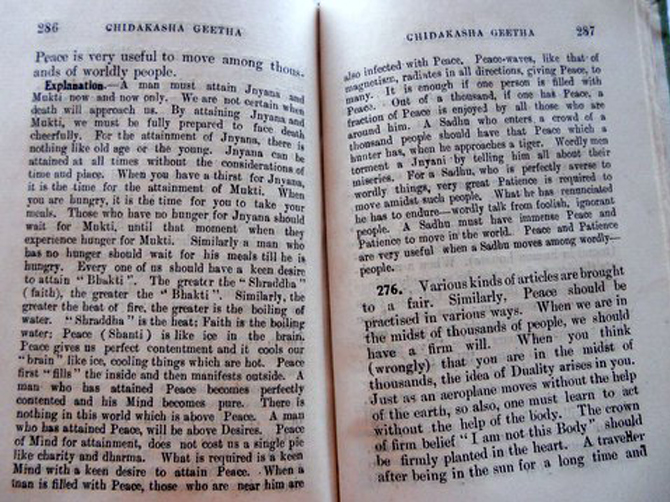 286 CHIDAKASHA GEETHA
Peace is very useful to move among thous-
ands of worldly people.
Explanation.—A man must attain Jnyana and
Mukti now and now only. We are not certain when
death will approach us. By attaining Jnyana and
Mukti, we must be fully prepared to face death
cheerfully. For the attainment of Jnyana, there is
nothing like old age or the young. Jnyana can be
attained at all times without the considerations of
time and place. When you have a thirst for Jnyana,
it is the time for the attainment of Mukti. When
you are hungry, it is the time for you to take your
meals. Those who have no hunger for Jnyana should
wait for Mukti, until that moment when they
experience hunger for Mukti. Similarly a man who
has no hunger should wait for his meals till he is
hungry. Every one of us should have a keen desire
to attain "Bhakti". The greater the "Shraddha"
(faith), the greater the "Bhakti". Similarly, the
greater the heat of fire, the greater is the boiling of
water. "Shraddha" is the heat; Faith is the boiling
water; Peace (Shanti) is like ice in the brain.
Peace gives us perfect contentment and it cools our
"brain" like ice, cooling things which are hot. Peace
first "fills" the inside and then manifests outside. A
man who has attained Peace becomes perfectly
contented and his Mind becomes pure. There is
nothing in this world which is above Peace. A man
who has attained Peace, will be above Desires. Peace
of Mind for attainment, does not cost us a single pie
like charity and dharma. What is required is a keen
Mind with a keen desire to attain Peace. When a
man is filled with Peace, those who are near him are
CHIDAKASHA GEETHA 287
also infected with Peace. Peace-waves, like that of
magnetism, radiates in all directions, giving Peace, to
many. It is enough if one person is filled with
Peace. Out of a thousand, if one has Peace, a
fraction of Peace is enjoyed by all those who are
around him. A Sadhu who enters a crowd of a
thousand people should have that Peace which a
hunter has, when he approaches a tiger. Wordly men
torment a Jnyani by telling him all about their
miseries. For a Sadhu, who is perfectly averse to
wordly things, very great Patience is required to
move amidst such people. What he has renunciated
he has to endure—wordly talk from foolish, ignorant
people. A Sadhu must have immense Peace and
Patience to move in the world. Peace and Patience
are very useful when a Sadhu moves among wordly—
people.
276. Various kinds of articles are brought
to a fair. Similarly, Peace should be
practised in various ways. When we are in
the midst of thousands of people, we should
have a firm will. When you think
(wrongly) that you are in the midst of
thousands, the idea of Duality arises in you.
Just as an aeroplane moves without the help
of the earth, so also, one must learn to act
without the help of the body. The crown
of firm belief "I am not this Body" should
be firmly planted in the heart. A traveller
after being in the sun for a long time and